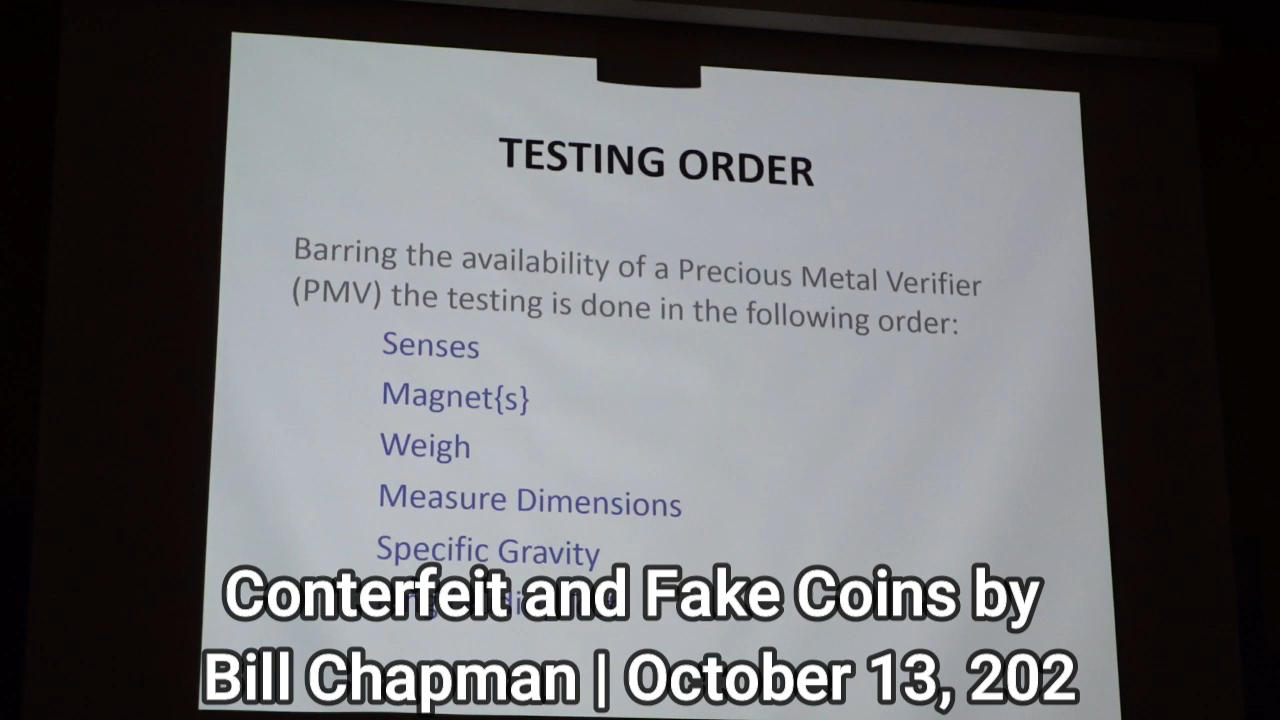 TESTING ORDER
Barring the availability of a Precious Metal Verifier
(PMV) the testing is done in the following order:
Senses
Magnet{s}
Weigh
Measure Dimensions
Specific Gravity
Conterfeit and Fake Coins by
Bill Chapman | October 13, 202